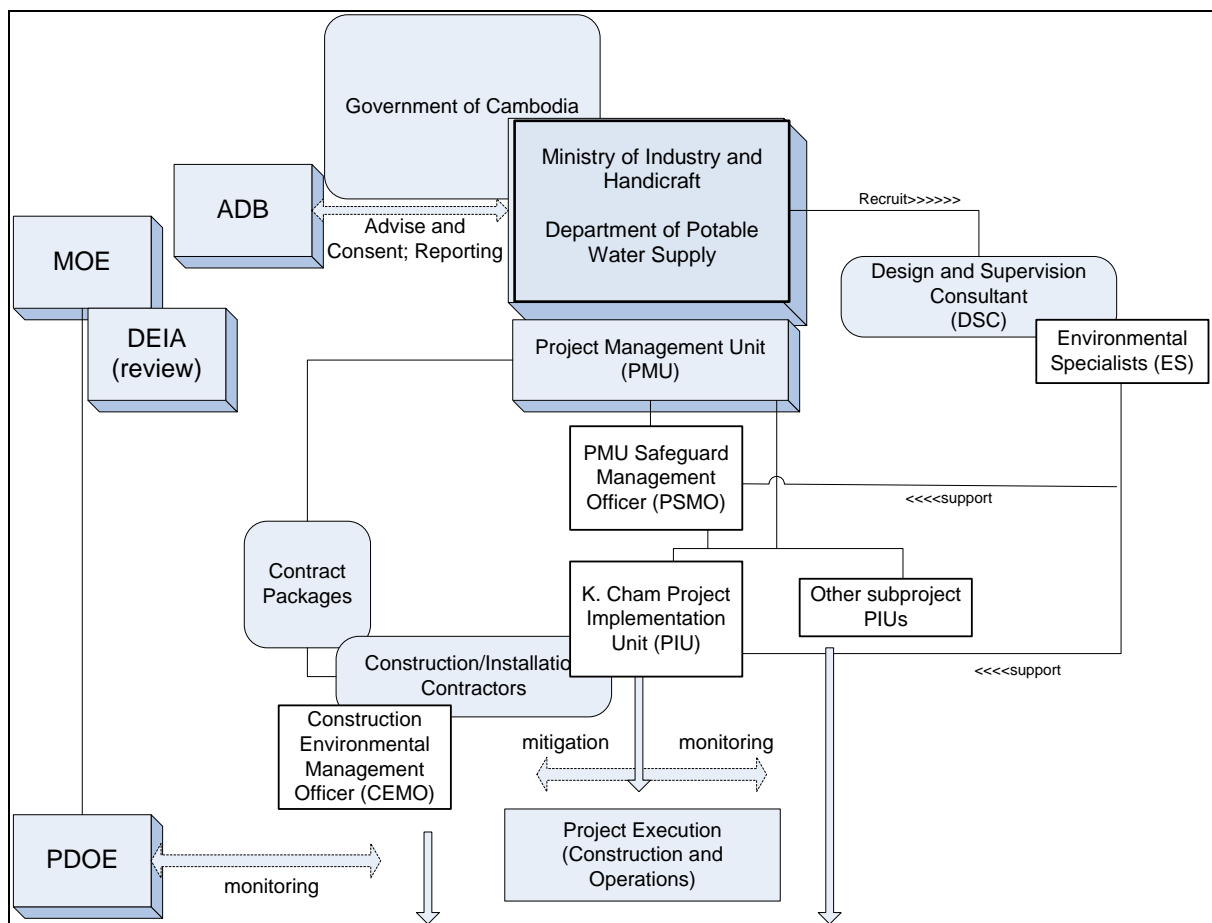 Government of Cambodia
Ministry of Industry and
Handicraft
Department of Potable
Water Supply
ADB
Advise and
Consent; Reporting
Recruit>>>>>>
MOE
DEIA
(review)
Design and Supervision
Consultant
(DSC)
Environmental
Specialists (ES)
Project Management Unit
(PMU)
PMU Safeguard
Management
Officer (PSMO)
<<<<support
Contract
Packages
K. Cham Project
Implementation
Unit (PIU)
Other subproject
PIUs
<<<<support
Construction/Installation
Contractors
Construction
Environmental
Management
Officer (CEMO)
mitigation
monitoring
Project Execution
(Construction and
Operations)
PDOE
monitoring